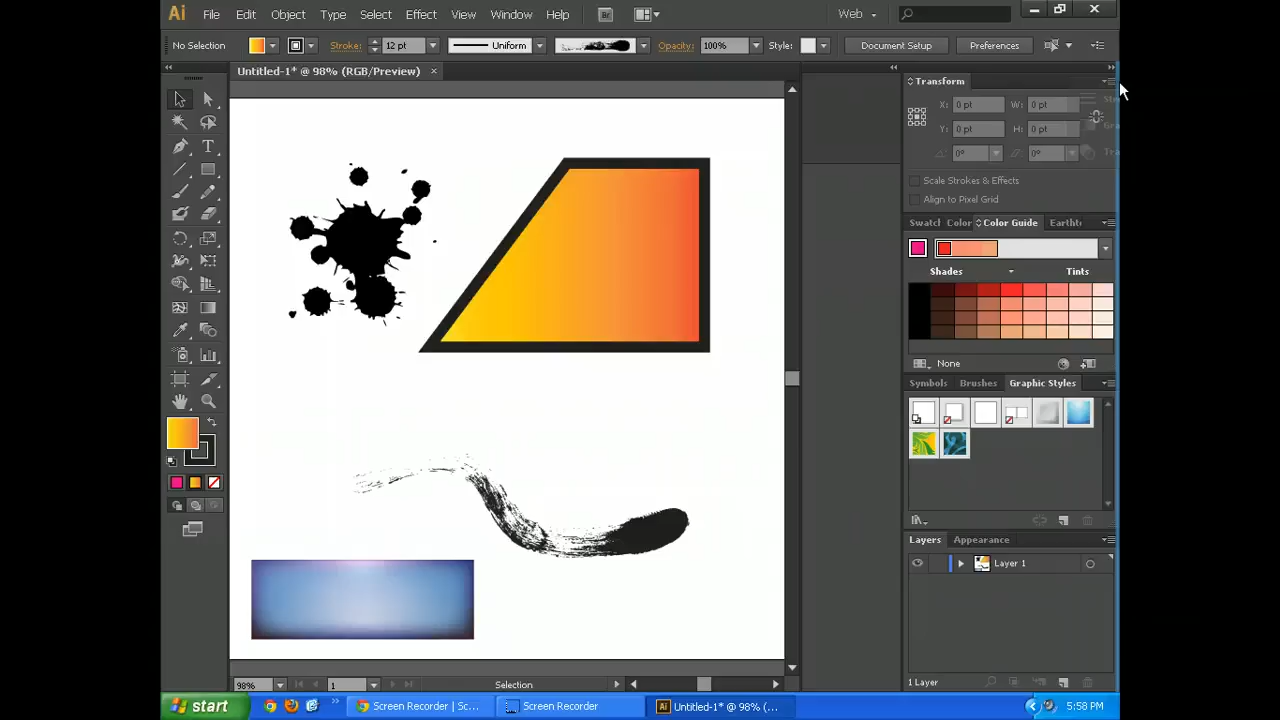 Ai File Edit Object Type Select Effect View Window Help Br Web
No Selection Stroke: 12 pt Uniform Opacity: 100% Style: Document Setup Preferences
Untitled-1* @ 98% (RGB/Preview) ×
Transform
X: 0 pt W: 0 pt
Y: 0 pt H: 0 pt
0° 0°
Scale Strokes & Effects
Align to Pixel Grid
Swatch Color Color Guide Earthto
Shades Tints
None
Symbols Brushes Graphic Styles
Layers Appearance
Layer 1
1 Layer
98% 1 Selection
start Screen Recorder | Sc... Screen Recorder Untitled-1* @ 98% (... 5:58 PM